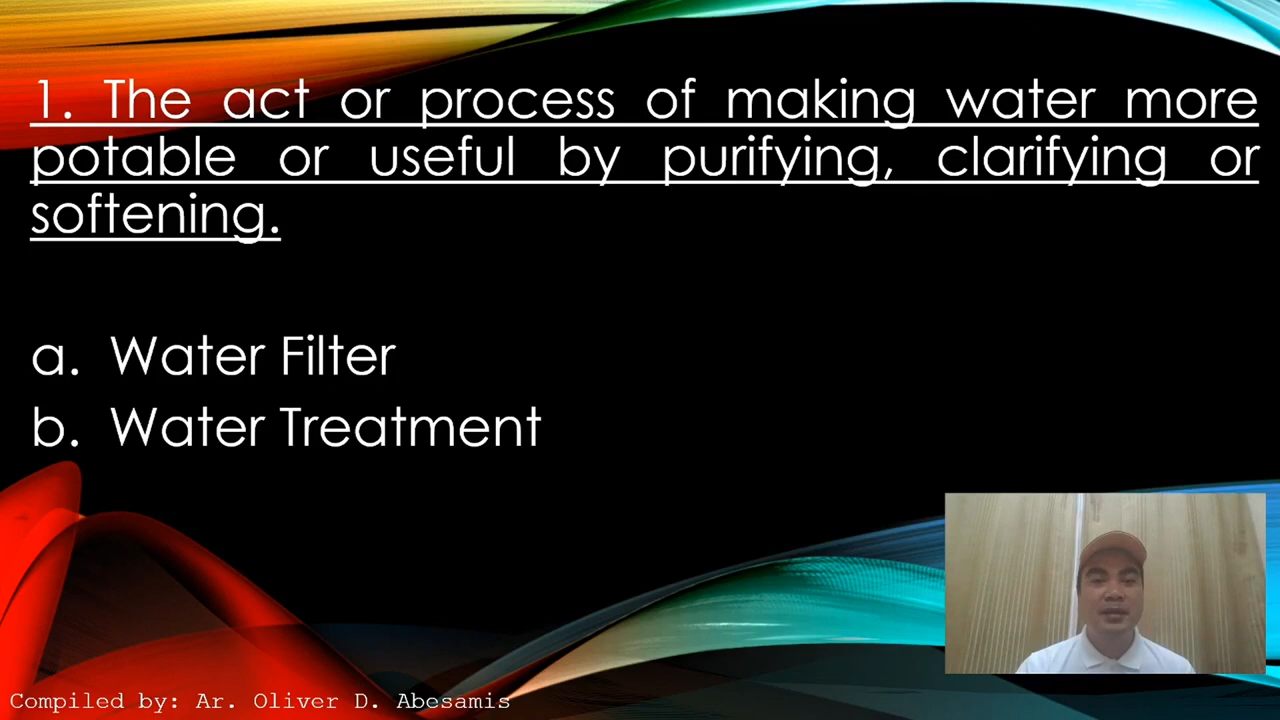 1. The act or process of making water more
potable or useful by purifying, clarifying or
softening.
a. Water Filter
b. Water Treatment
Compiled by: Ar. Oliver D. Abesamis